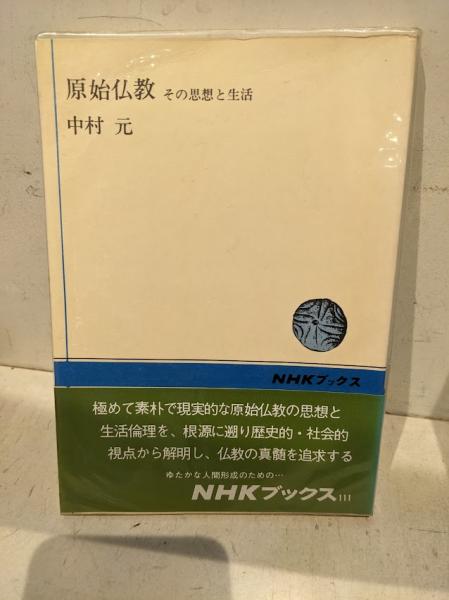 原始仏教 その思想と生活
中村 元
NHKブックス
極めて素朴で現実的な原始仏教の思想と
生活倫理を、根源に遡り歴史的・社会的
視点から解明し、仏教の真髄を追求する
ゆたかな人間形成のための…
NHKブックス111